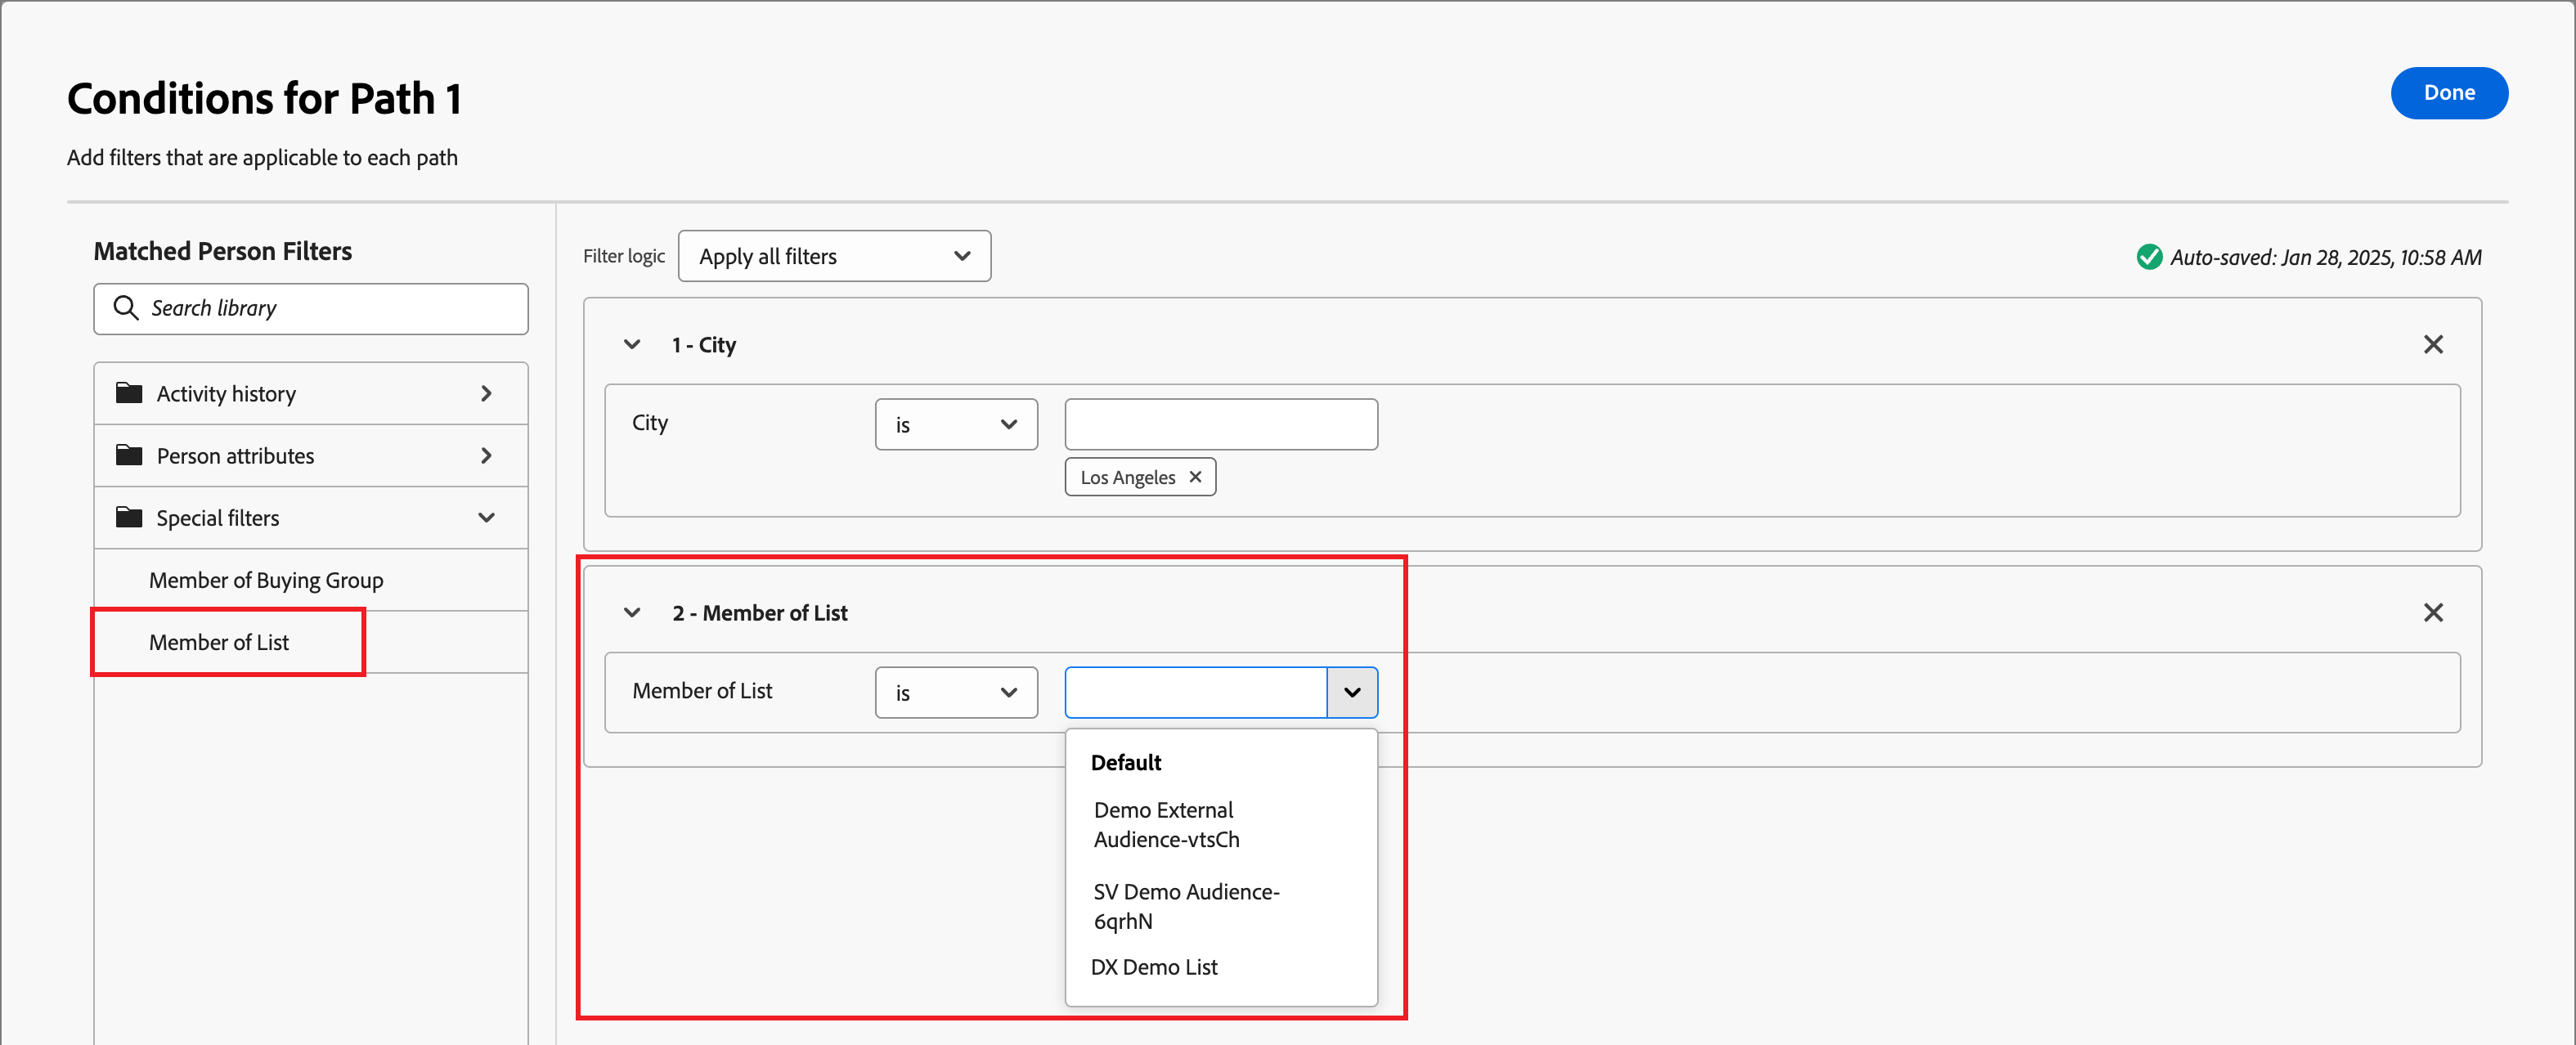 Conditions for Path 1
Done
Add filters that are applicable to each path
Matched Person Filters
Search library
Activity history
Person attributes
Special filters
Member of Buying Group
Member of List
Filter logic
Apply all filters
Auto-saved: Jan 28, 2025, 10:58 AM
1 - City
City
is
Los Angeles
2 - Member of List
Member of List
is
Default
Demo External
Audience-vtsCh
SV Demo Audience-
6qrhN
DX Demo List